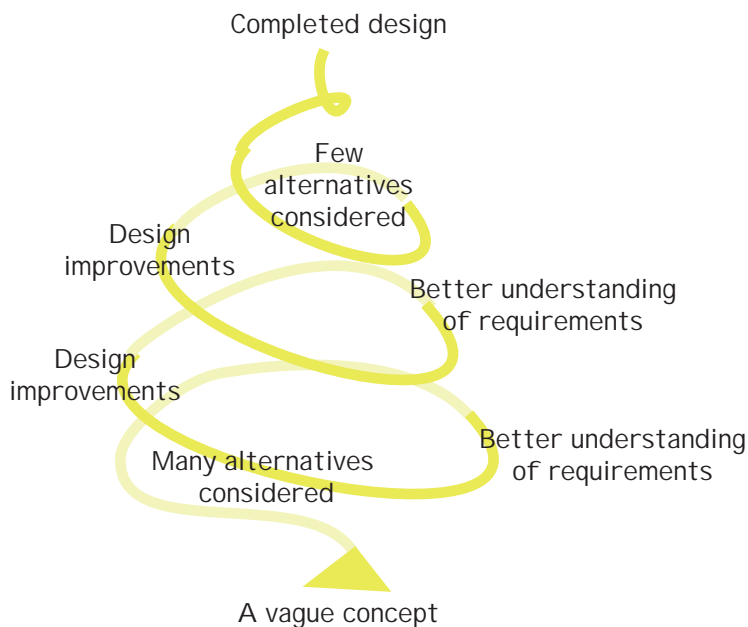 Completed design
Few
alternatives
considered
Design
improvements
Better understanding
of requirements
Design
improvements
Better understanding
of requirements
Many alternatives
considered
A vague concept